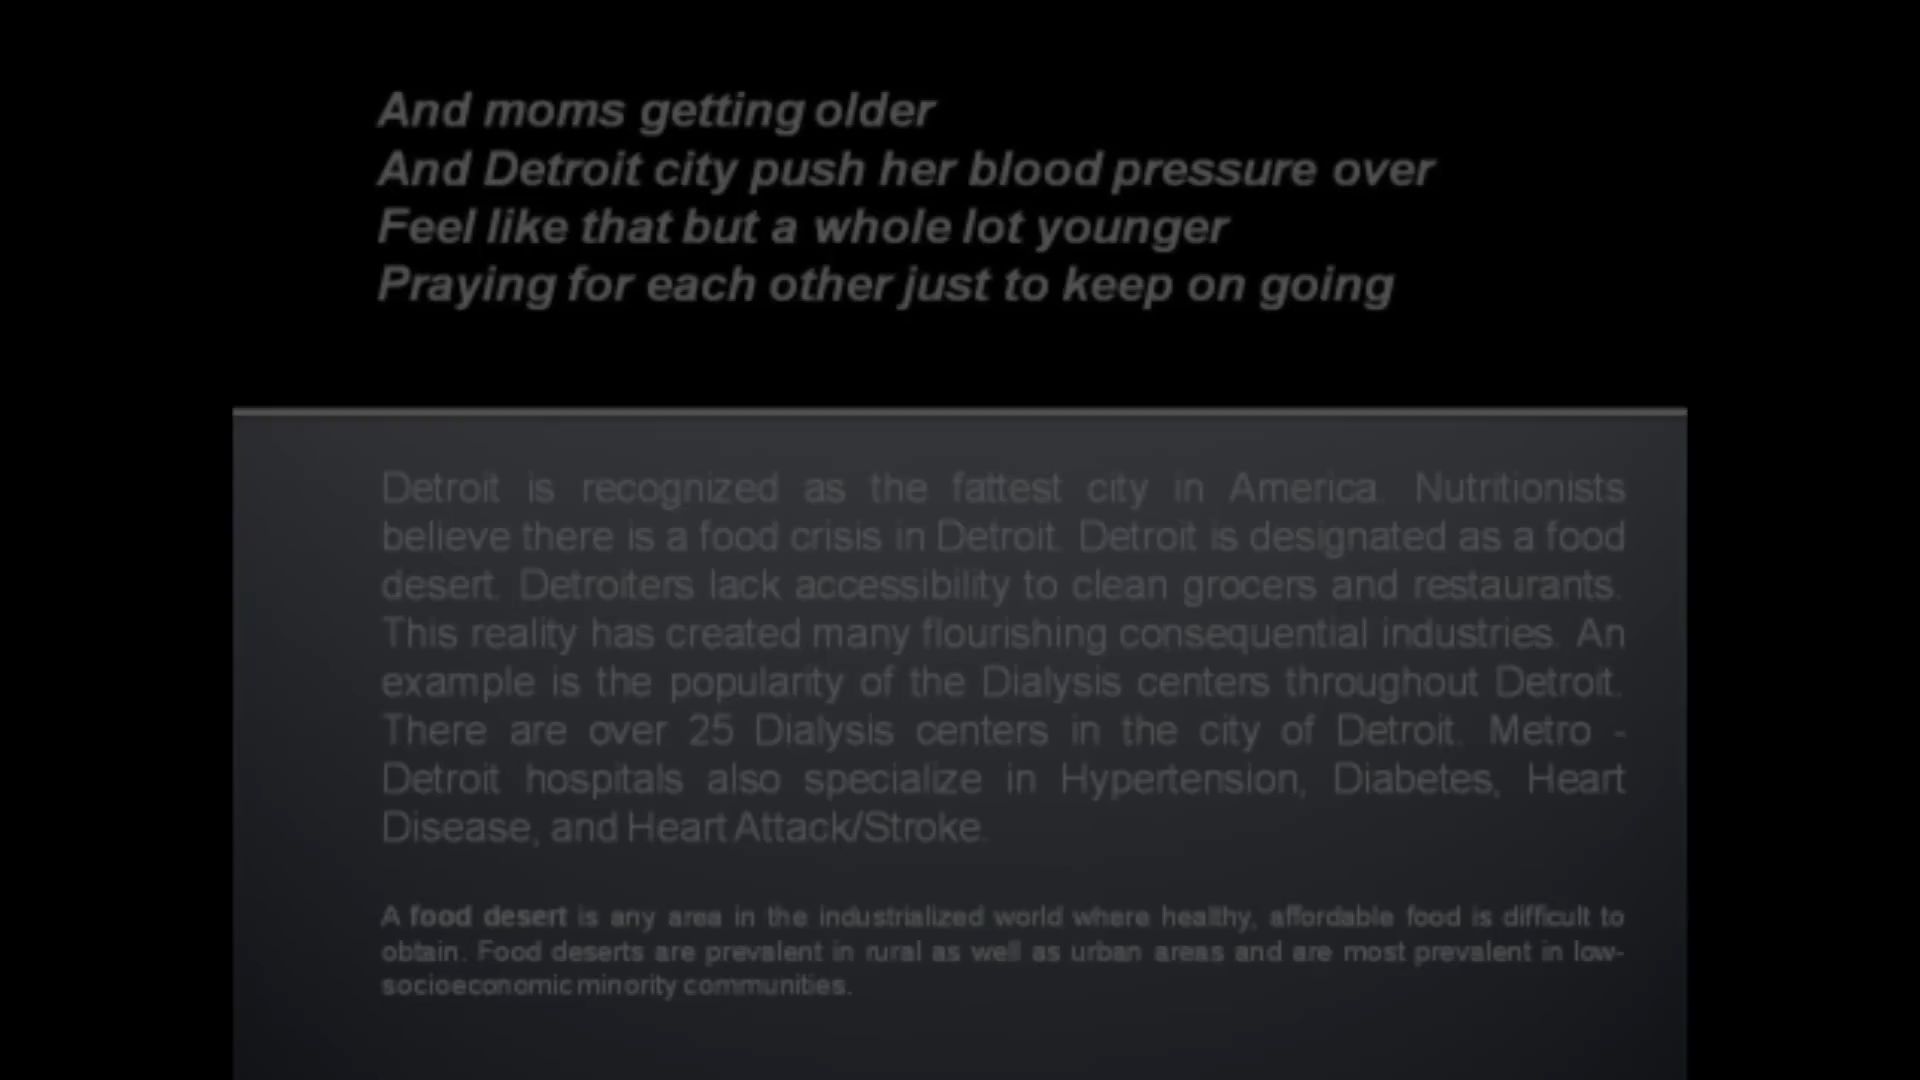 And moms getting older
And Detroit city push her blood pressure over
Feel like that but a whole lot younger
Praying for each other just to keep on going
Detroit is recognized as the fattest city in America. Nutritionists
believe there is a food crisis in Detroit. Detroit is designated as a food
desert. Detroiters lack accessibility to clean grocers and restaurants.
This reality has created many flourishing consequential industries. An
example is the popularity of the Dialysis centers throughout Detroit.
There are over 25 Dialysis centers in the city of Detroit. Metro -
Detroit hospitals also specialize in Hypertension, Diabetes, Heart
Disease, and Heart Attack/Stroke.
A food desert is any area in the industrialized world where healthy, affordable food is difficult to
obtain. Food deserts are prevalent in rural as well as urban areas and are most prevalent in low-
socioeconomic minority communities.